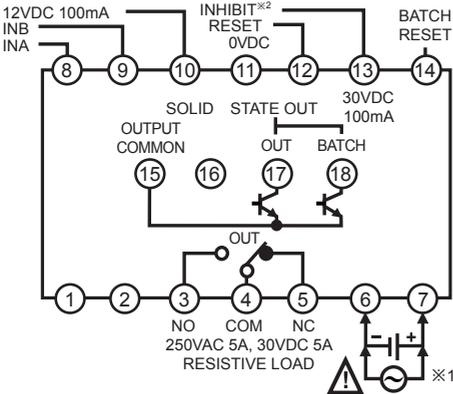 12VDC 100mA
INB
INA
INHIBIT※2
RESET
0VDC
BATCH
RESET
8 9 10 11 12 13 14
SOLID STATE OUT
30VDC
100mA
OUTPUT
COMMON
OUT
BATCH
15 16 17 18
OUT
1 2 3 4 5 6 7
NO COM NC
250VAC 5A, 30VDC 5A
RESISTIVE LOAD
- +
!
※1